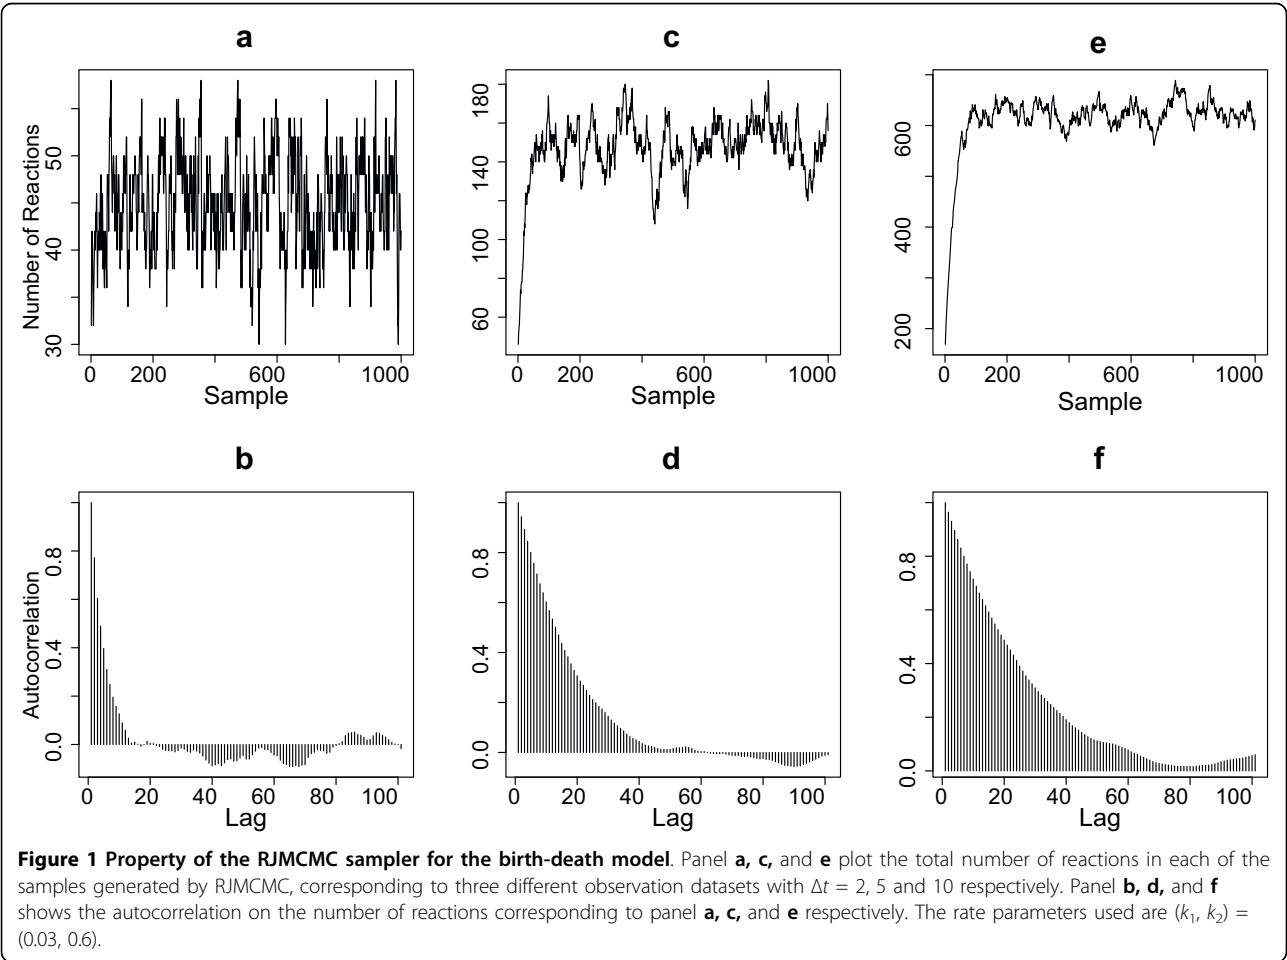 a
c
e
Number of Reactions
30 40 50
60 100 140 180
200 400 600
0 200 600 1000
0 200 600 1000
0 200 600 1000
Sample
Sample
Sample
b
d
f
Autocorrelation
0.0 0.4 0.8
0.0 0.4 0.8
0.0 0.4 0.8
0 20 40 60 80 100
0 20 40 60 80 100
0 20 40 60 80 100
Lag
Lag
Lag
Figure 1 Property of the RJMCMC sampler for the birth-death model. Panel a, c, and e plot the total number of reactions in each of the
samples generated by RJMCMC, corresponding to three different observation datasets with Δt = 2, 5 and 10 respectively. Panel b, d, and f
shows the autocorrelation on the number of reactions corresponding to panel a, c, and e respectively. The rate parameters used are (k₁, k₂) =
(0.03, 0.6).